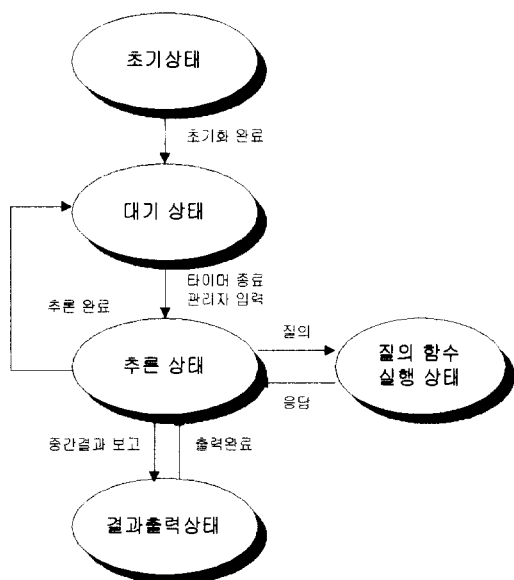 초기상태
초기화 완료
대기 상태
타이머 종료
관리자 입력
추론 완료
질의
추론 상태
질의 함수
실행 상태
응답
중간결과 보고
출력완료
결과출력상태